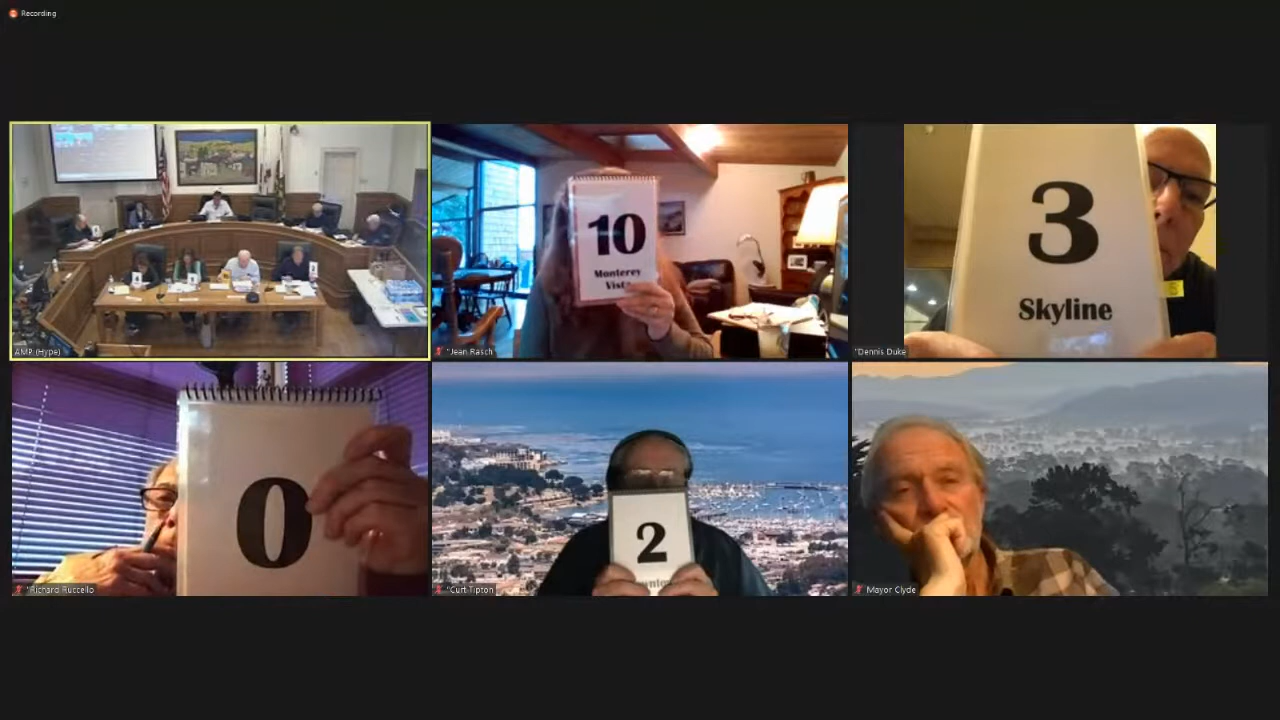 Recording
AMP (Hype)
10
Monterey
Vista
"Jean Rasch
3
Skyline
"Dennis Duke
0
"Richard Ruccello
2
"Curt Tipton
Mayor Clyde